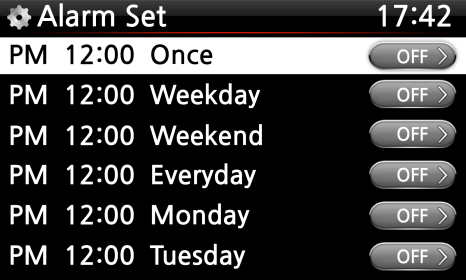 Alarm Set 17:42
PM 12:00 Once OFF
PM 12:00 Weekday OFF
PM 12:00 Weekend OFF
PM 12:00 Everyday OFF
PM 12:00 Monday OFF
PM 12:00 Tuesday OFF